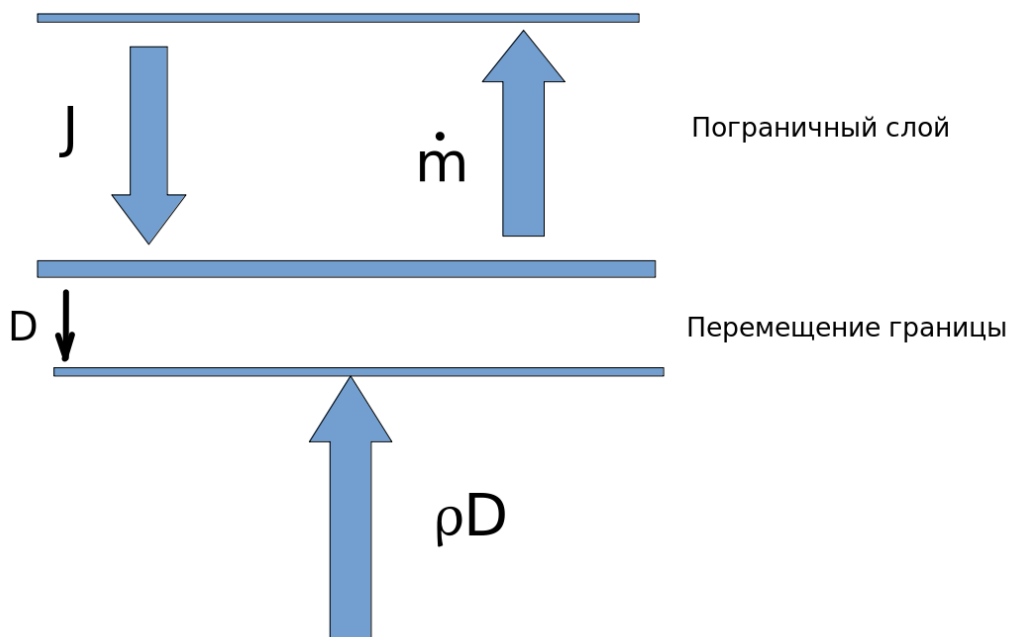 J
ṁ
Пограничный слой
D
Перемещение границы
ρD